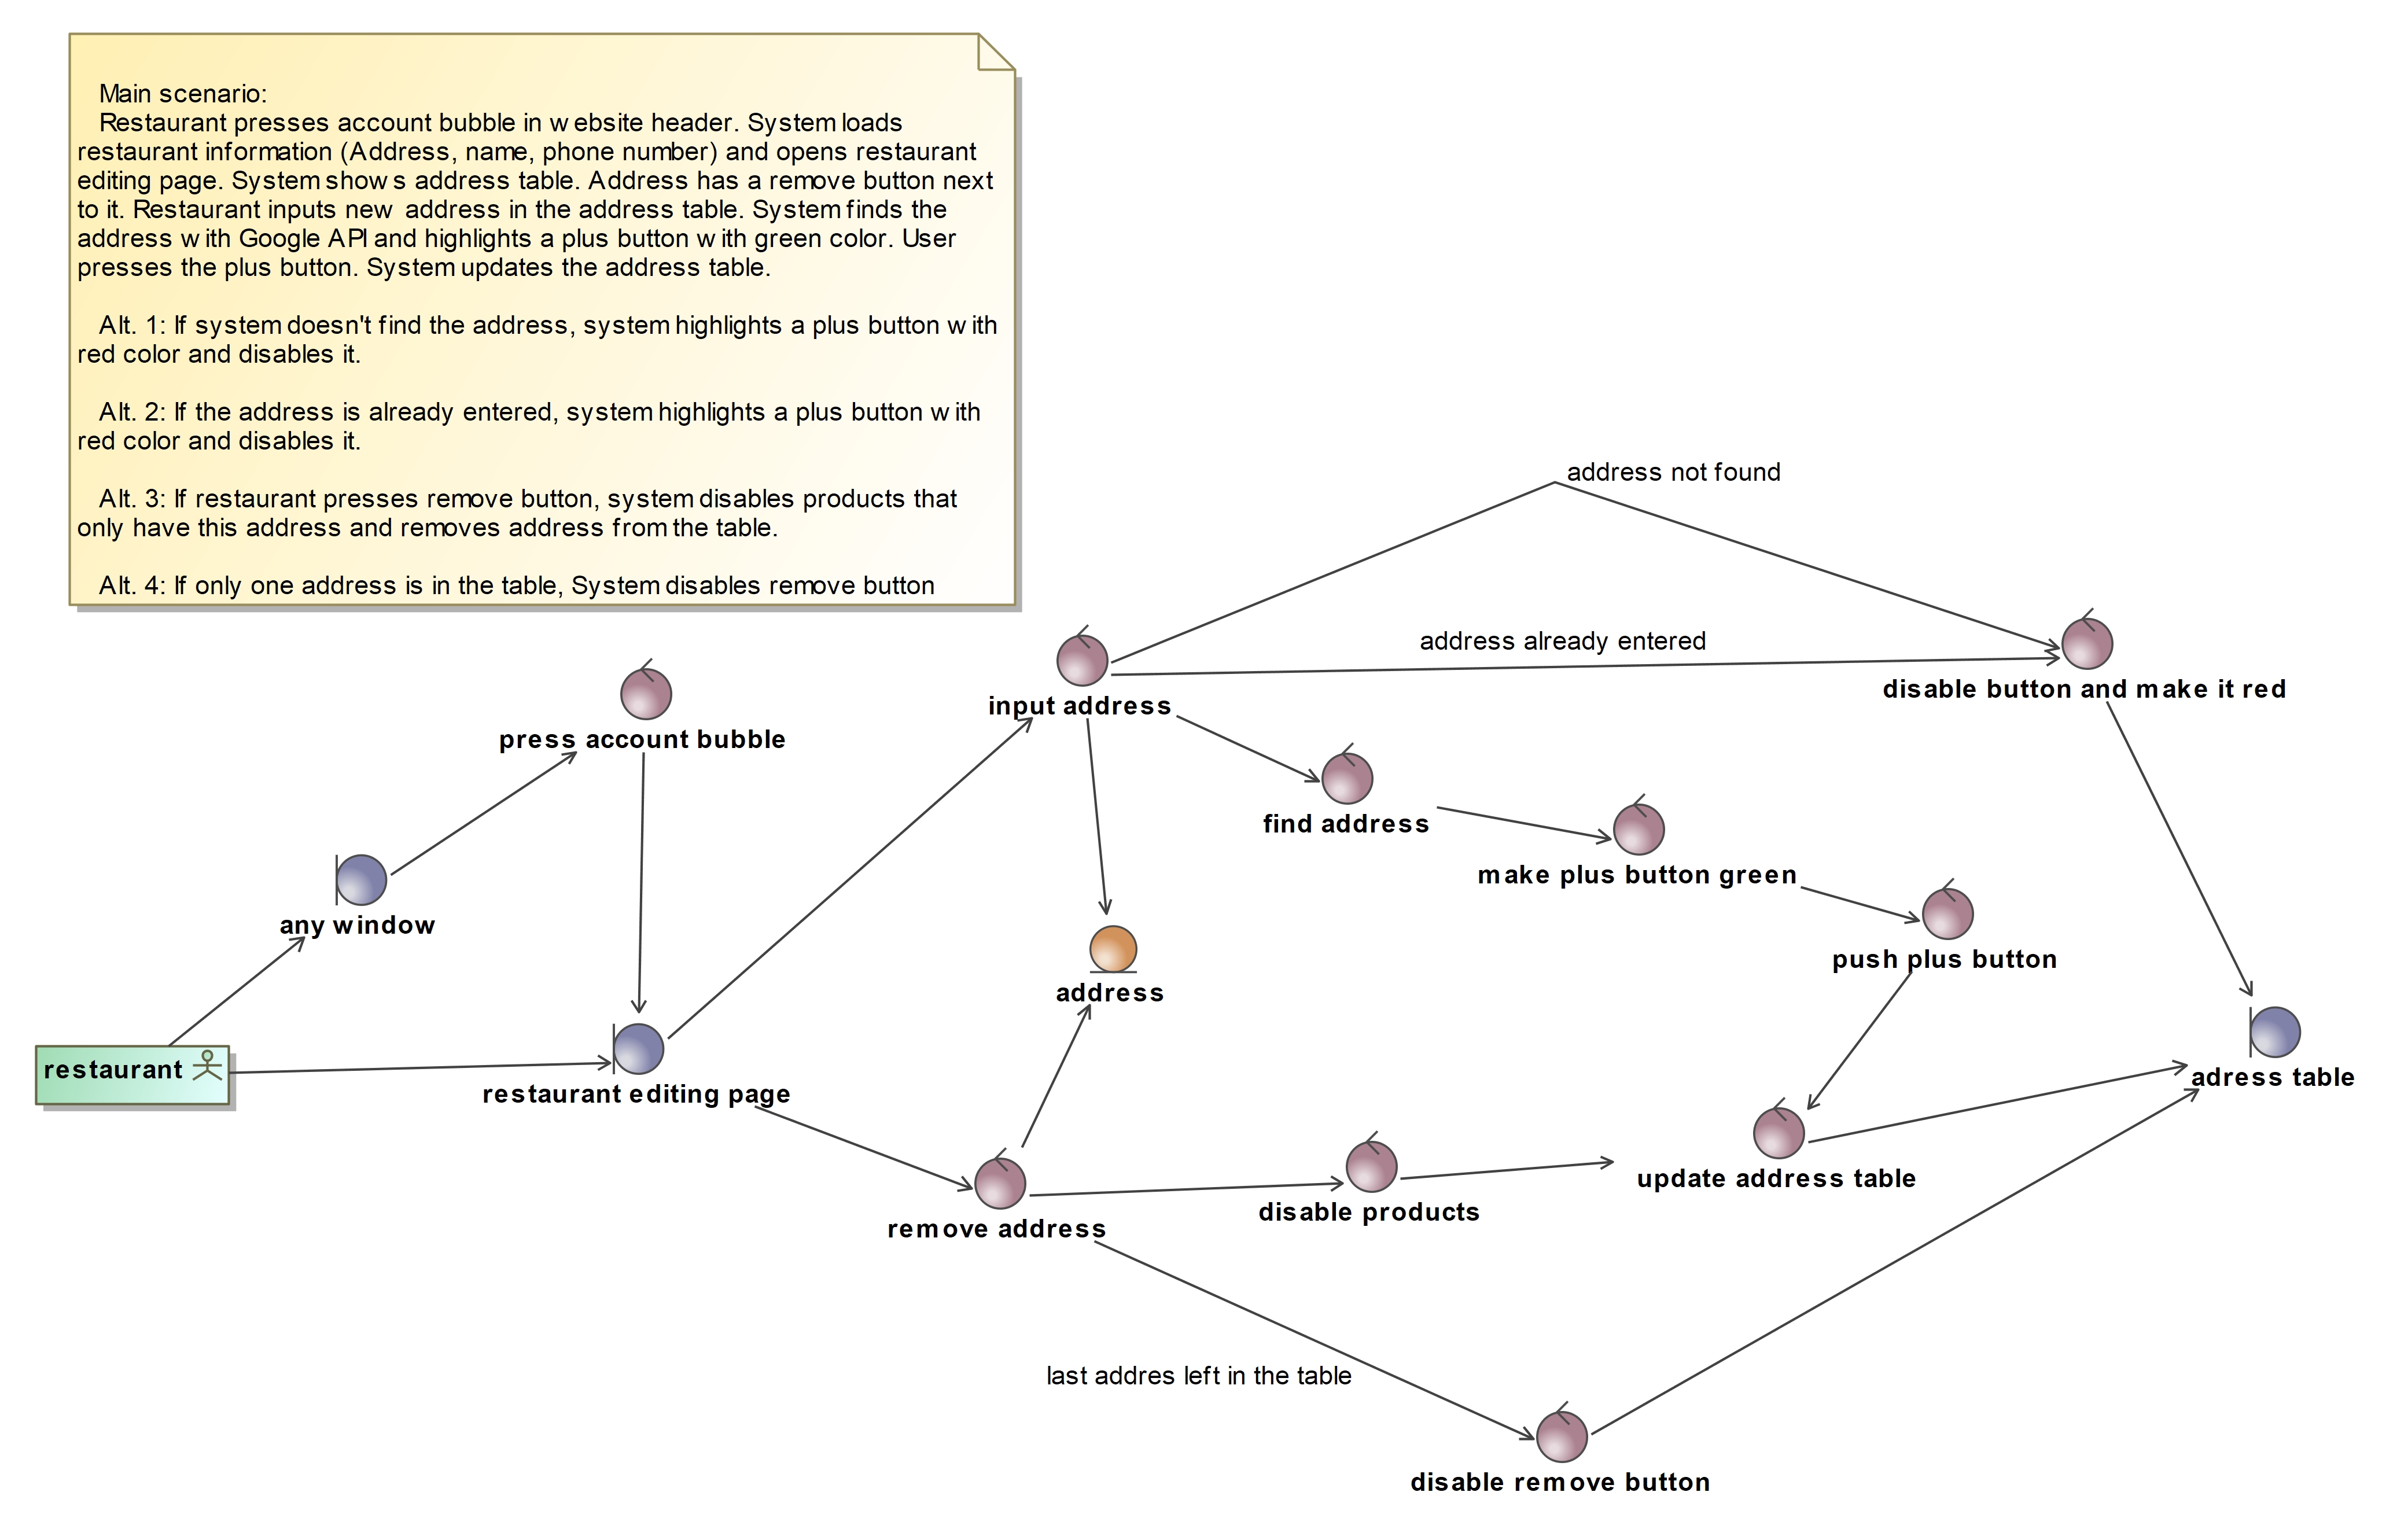 Main scenario:
Restaurant presses account bubble in website header. System loads
restaurant information (Address, name, phone number) and opens restaurant
editing page. System shows address table. Address has a remove button next
to it. Restaurant inputs new address in the address table. System finds the
address with Google API and highlights a plus button with green color. User
presses the plus button. System updates the address table.
Alt. 1: If system doesn't find the address, system highlights a plus button with
red color and disables it.
Alt. 2: If the address is already entered, system highlights a plus button with
red color and disables it.
Alt. 3: If restaurant presses remove button, system disables products that
only have this address and removes address from the table.
Alt. 4: If only one address is in the table, System disables remove button
address not found
address already entered
disable button and make it red
input address
press account bubble
find address
make plus button green
any window
push plus button
address
restaurant
adress table
restaurant editing page
update address table
disable products
remove address
last addres left in the table
disable remove button